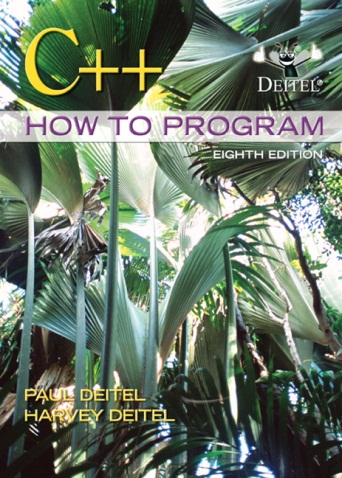 C++
DEITEL®
HOW TO PROGRAM
EIGHTH EDITION
PAUL DEITEL
HARVEY DEITEL